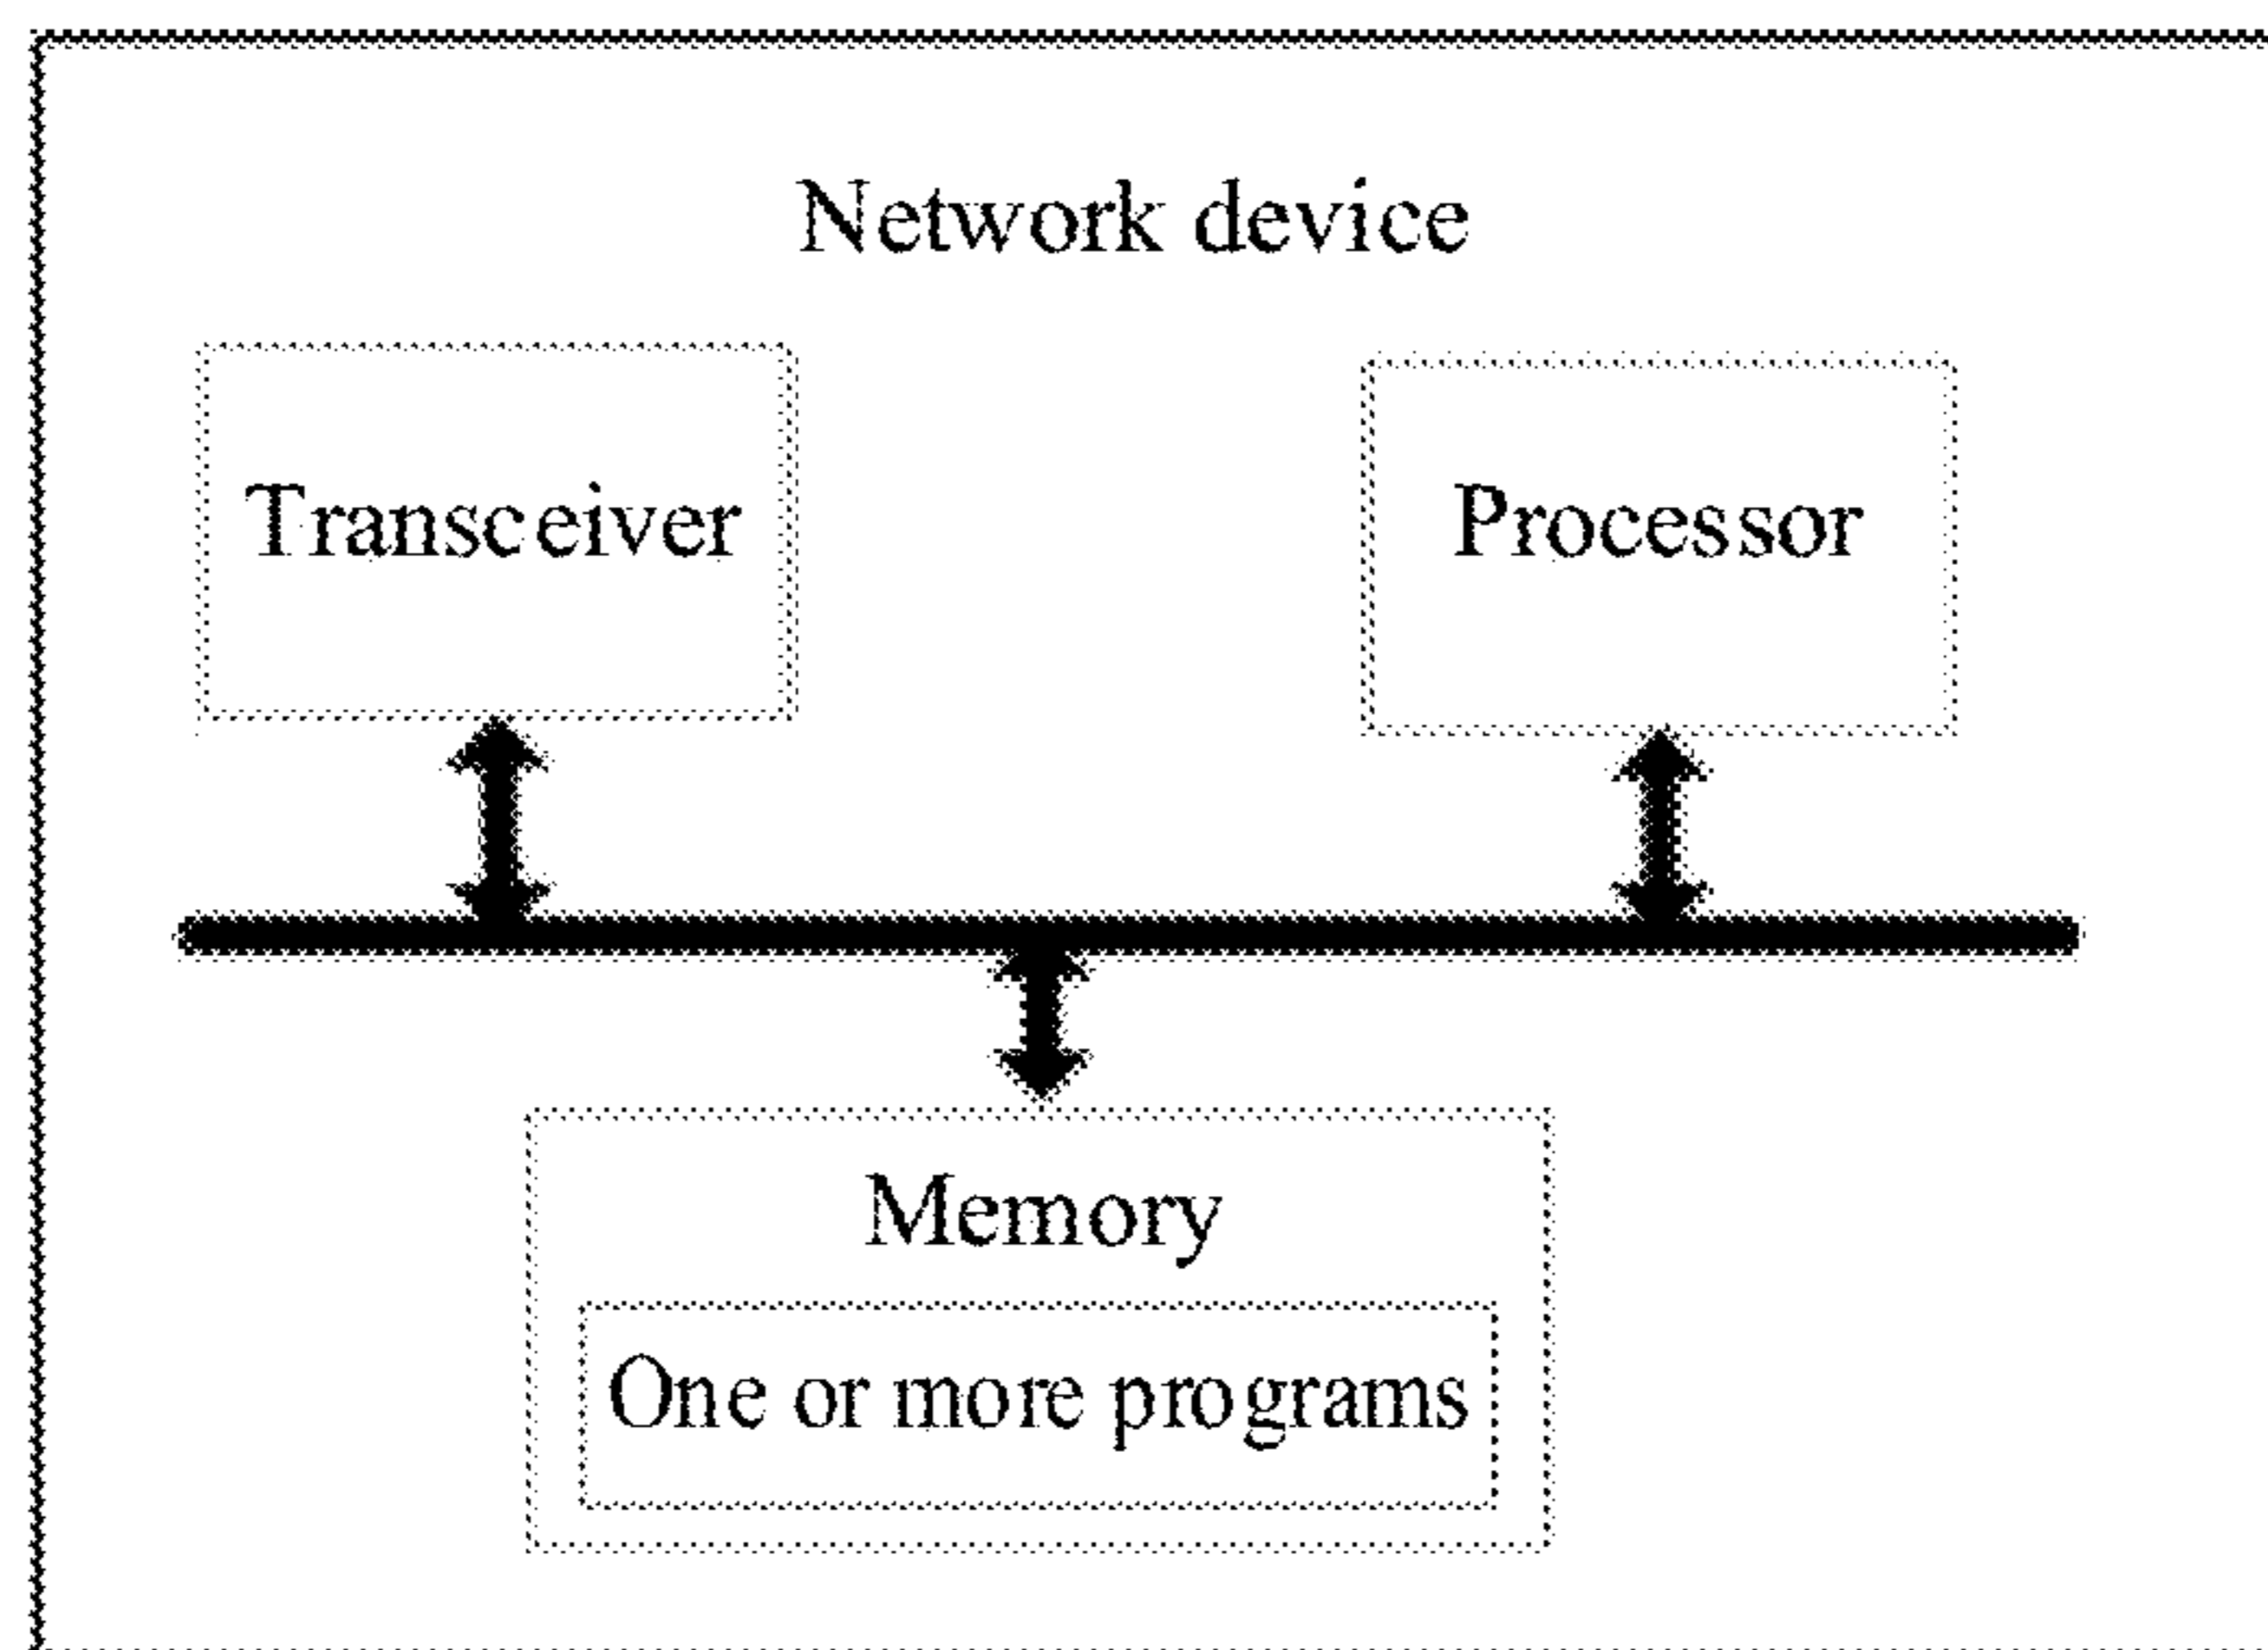 Network device
Transceiver
Processor
Memory
One or more programs